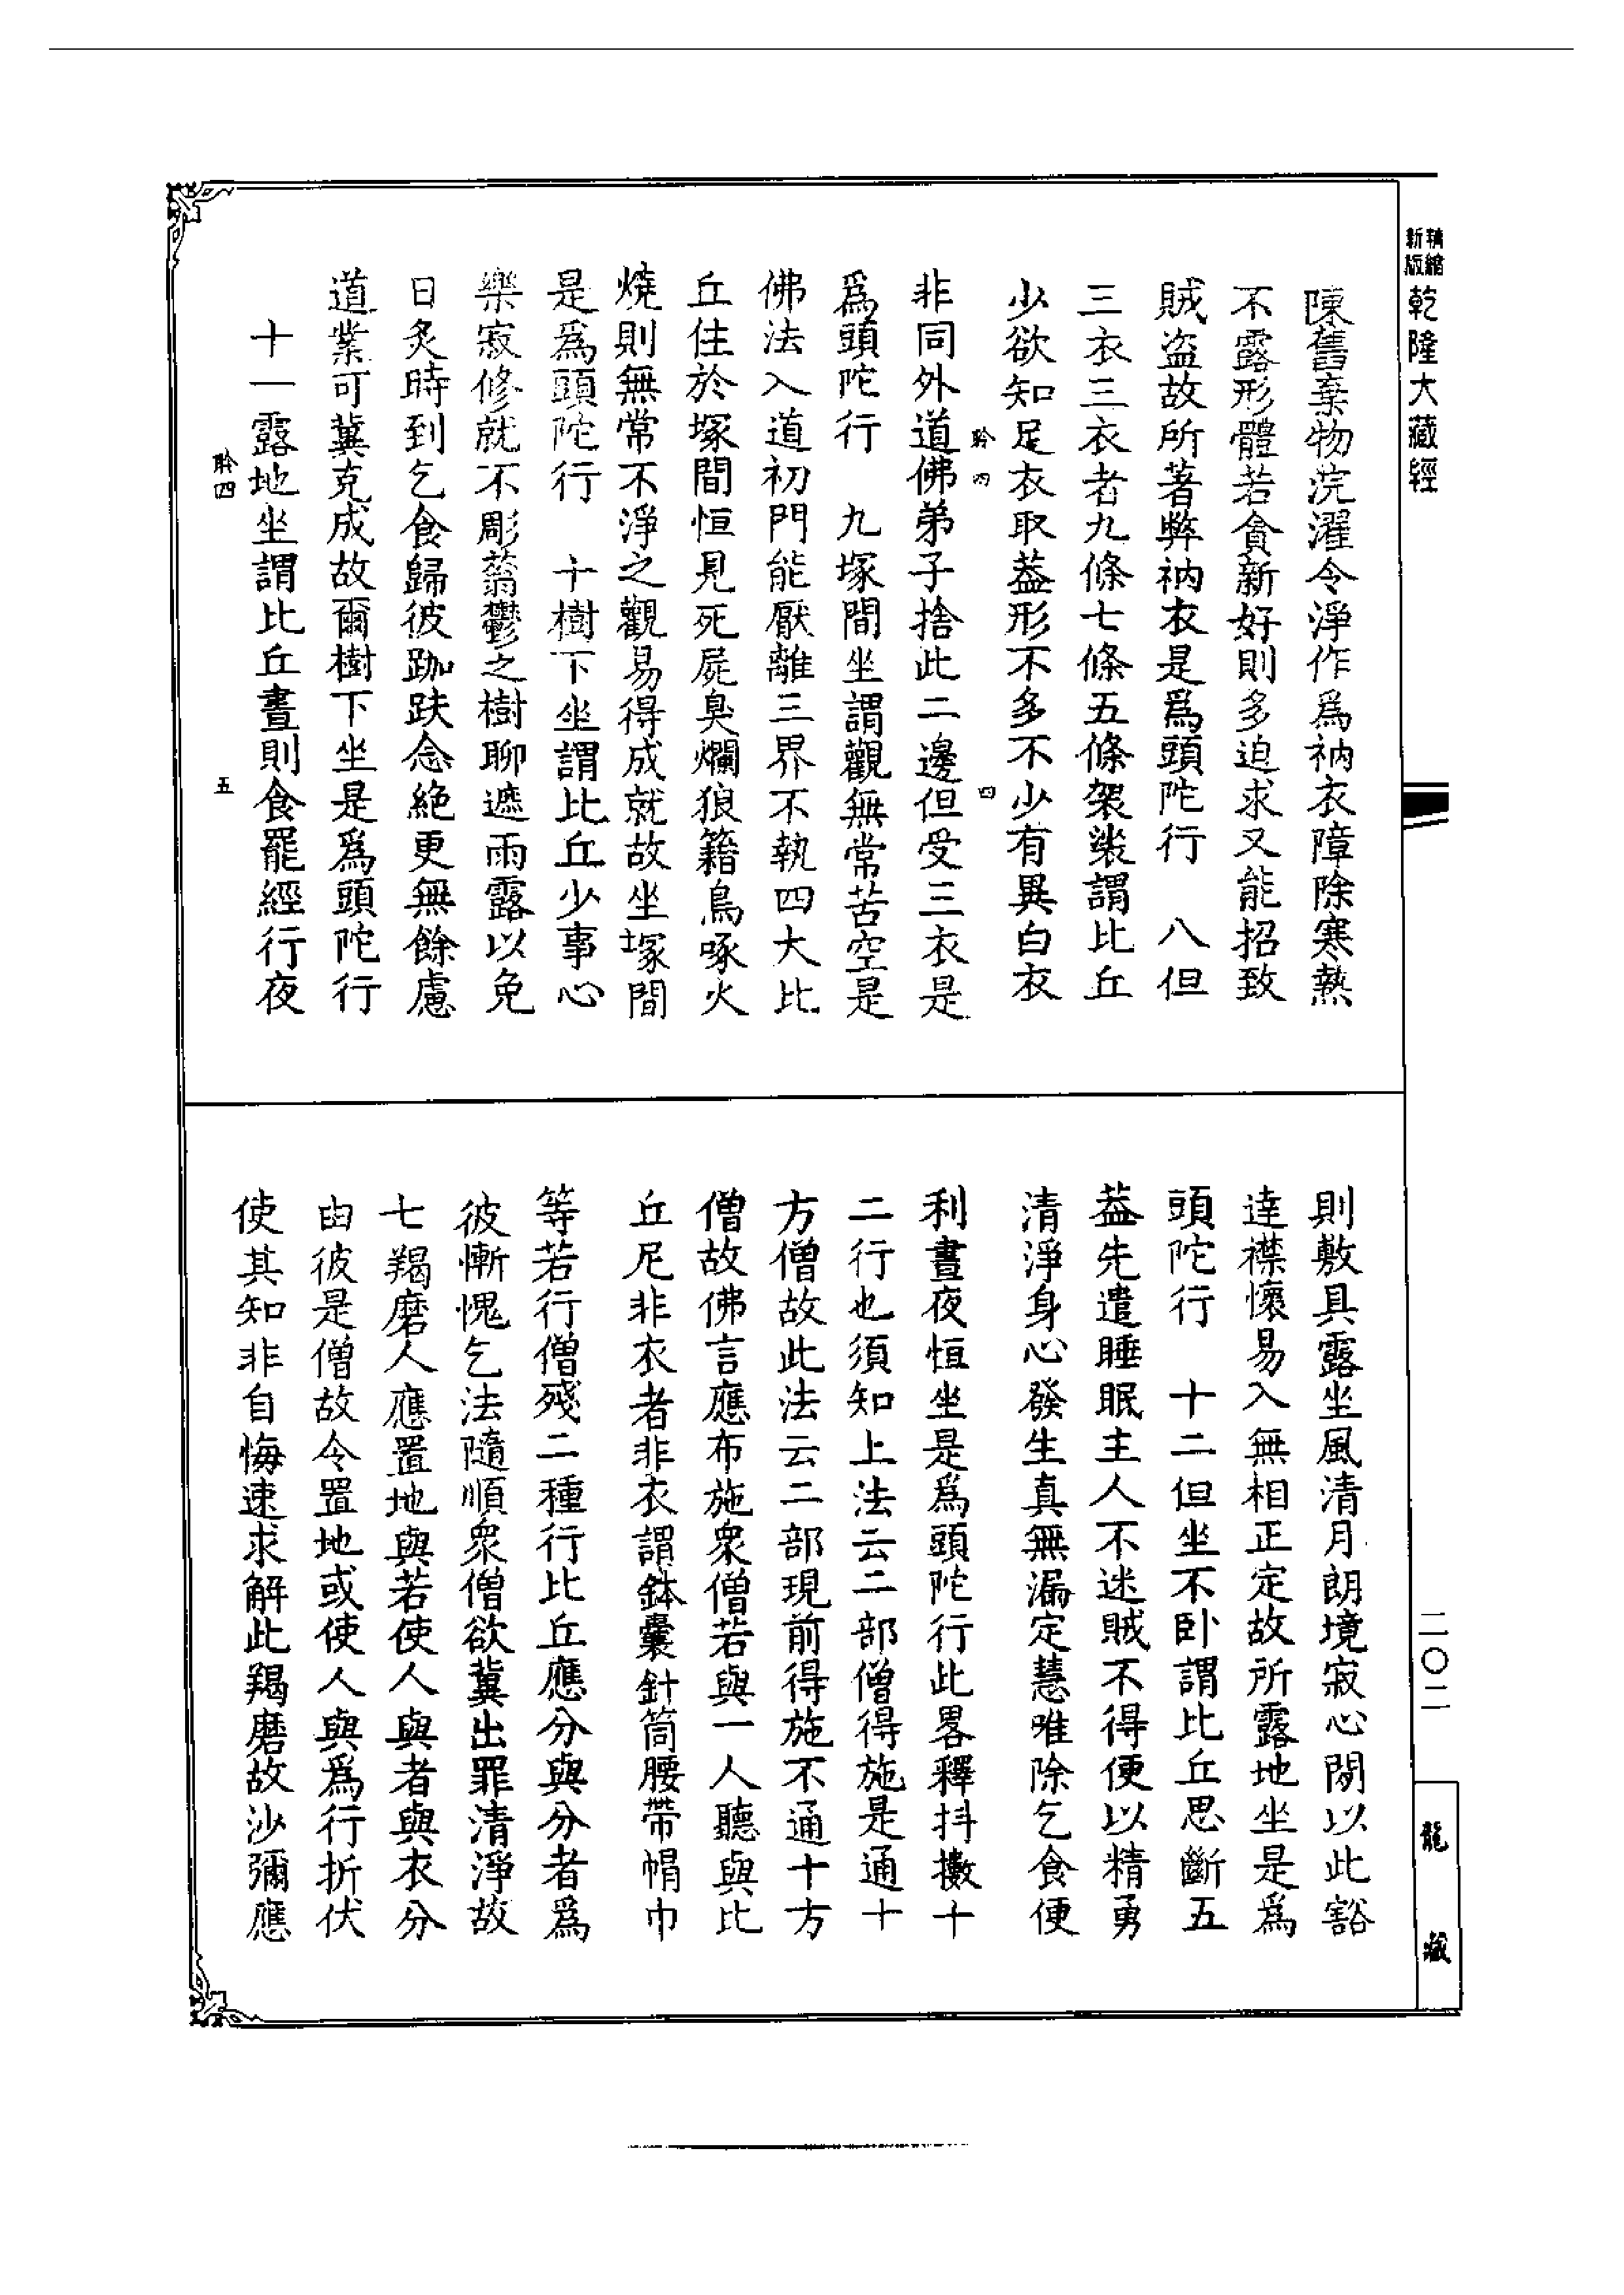 精縮新版
乾隆大藏經
陳舊棄物浣濯令淨作爲衲衣障除寒熱
不露形體若貪新好則多迫求又能招致
賊盗故所著弊衲衣是爲頭陀行　八但
三衣三衣者九條七條五條袈裟謂比丘
少欲知足衣取葢形不多不少有異白衣
聆四　四
非同外道佛弟子捨此二邊但受三衣是
爲頭陀行　九塚間坐謂觀無常苦空是
佛法入道初門能厭離三界不執四大比
丘住於塚間恒見死屍臭爛狼籍鳥啄火
燒則無常不淨之觀易得成就故坐塚間
是爲頭陀行　十樹下坐謂比丘少事心
樂寂修就不彫蓊鬱之樹聊遮雨露以免
日炙時到乞食歸彼跏趺念絶更無餘慮
道業可冀克成故爾樹下坐是爲頭陀行
十一露地坐謂比丘晝則食罷經行夜
聆四　五
則敷具露坐風清月朗境寂心閒以此豁
達襟懷易入無相正定故所露地坐是爲
頭陀行　十二但坐不卧謂比丘思斷五
葢先遣睡眠主人不迷賊不得便以精勇
清淨身心發生真無漏定慧唯除乞食便
利晝夜恒坐是爲頭陀行此畧釋抖擻十
二行也須知上法云二部僧得施是通十
方僧故此法云二部現前得施不通十方
僧故佛言應布施衆僧若與一人聽與比
丘尼非衣者非衣謂鉢囊針筒腰帶帽巾
等若行僧殘二種行比丘應分與分者爲
彼慚愧乞法隨順衆僧欲冀出罪清淨故
七羯磨人應置地與若使人與者與衣分
由彼是僧故令置地或使人與爲行折伏
使其知非自悔速求解此羯磨故沙彌應
二〇二
龍藏